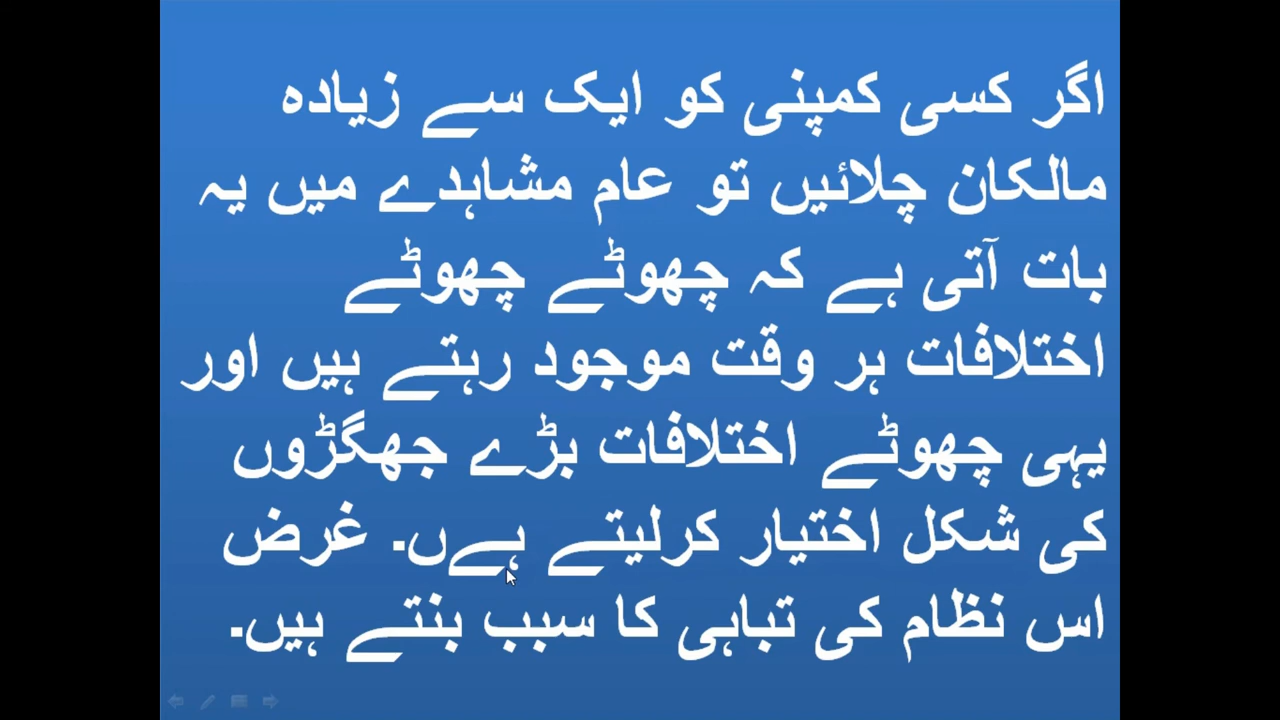 اگر کسی کمپنی کو ایک سے زیادہ
مالکان چلائیں تو عام مشاہدے میں یہ
بات آتی ہے کہ چھوٹے چھوٹے
اختلافات ہر وقت موجود رہتے ہیں اور
یہی چھوٹے اختلافات بڑے جھگڑوں
کی شکل اختیار کرلیتے ہےں۔ غرض
اس نظام کی تباہی کا سبب بنتے ہیں۔